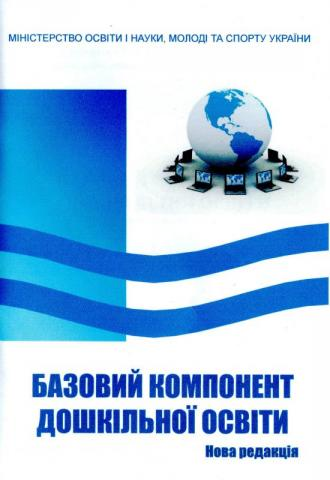 МІНІСТЕРСТВО ОСВІТИ І НАУКИ, МОЛОДІ ТА СПОРТУ УКРАЇНИ
БАЗОВИЙ КОМПОНЕНТ
ДОШКІЛЬНОЇ ОСВІТИ
Нова редакція